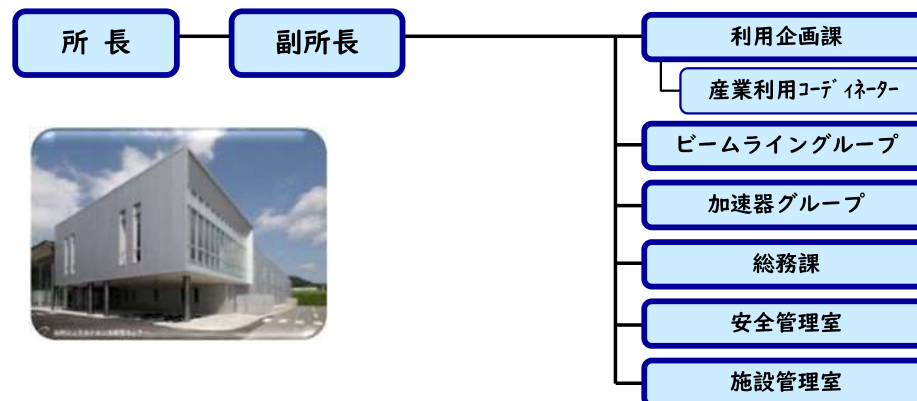 所 長
副所長
利用企画課
産業利用ｺｰﾃﾞｨﾈｰﾀｰ
ビームライングループ
加速器グループ
総務課
安全管理室
施設管理室